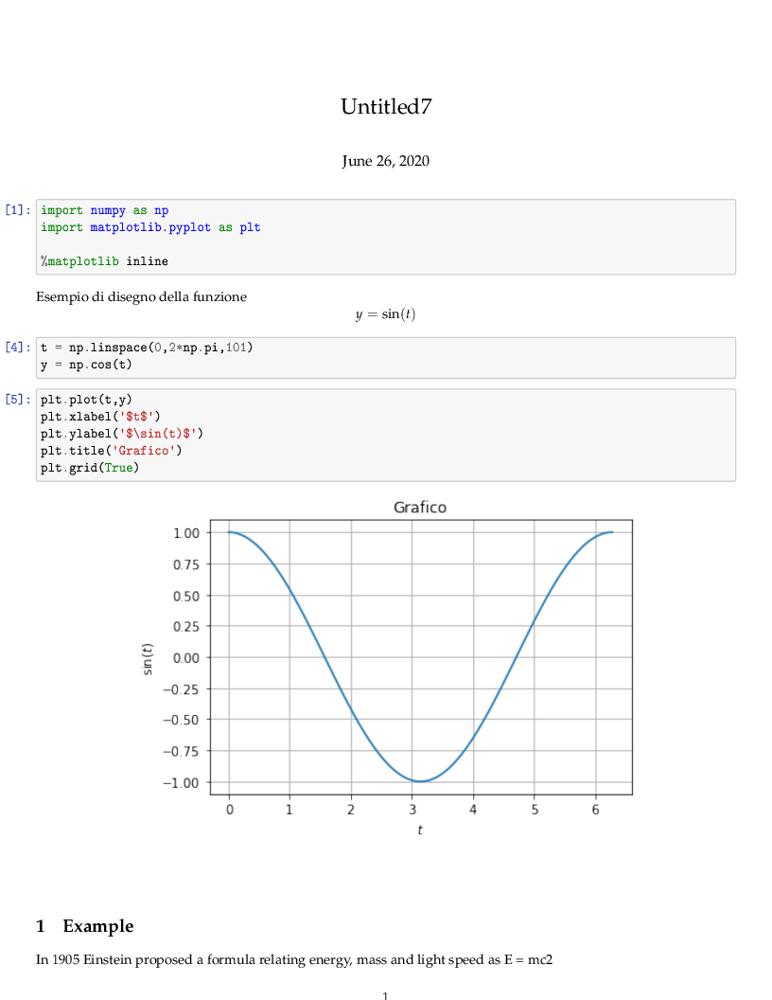 Untitled7
June 26, 2020
[1]: import numpy as np
import matplotlib.pyplot as plt
%matplotlib inline
Esempio di disegno della funzione
y = sin(t)
[4]: t = np.linspace(0,2*np.pi,101)
y = np.cos(t)
[5]: plt.plot(t,y)
plt.xlabel('$t$')
plt.ylabel('$\sin(t)$')
plt.title('Grafico')
plt.grid(True)
Grafico
1.00
0.75
0.50
0.25
0.00
−0.25
−0.50
−0.75
−1.00
sin(t)
0 1 2 3 4 5 6
t
1 Example
In 1905 Einstein proposed a formula relating energy, mass and light speed as E = mc2
1